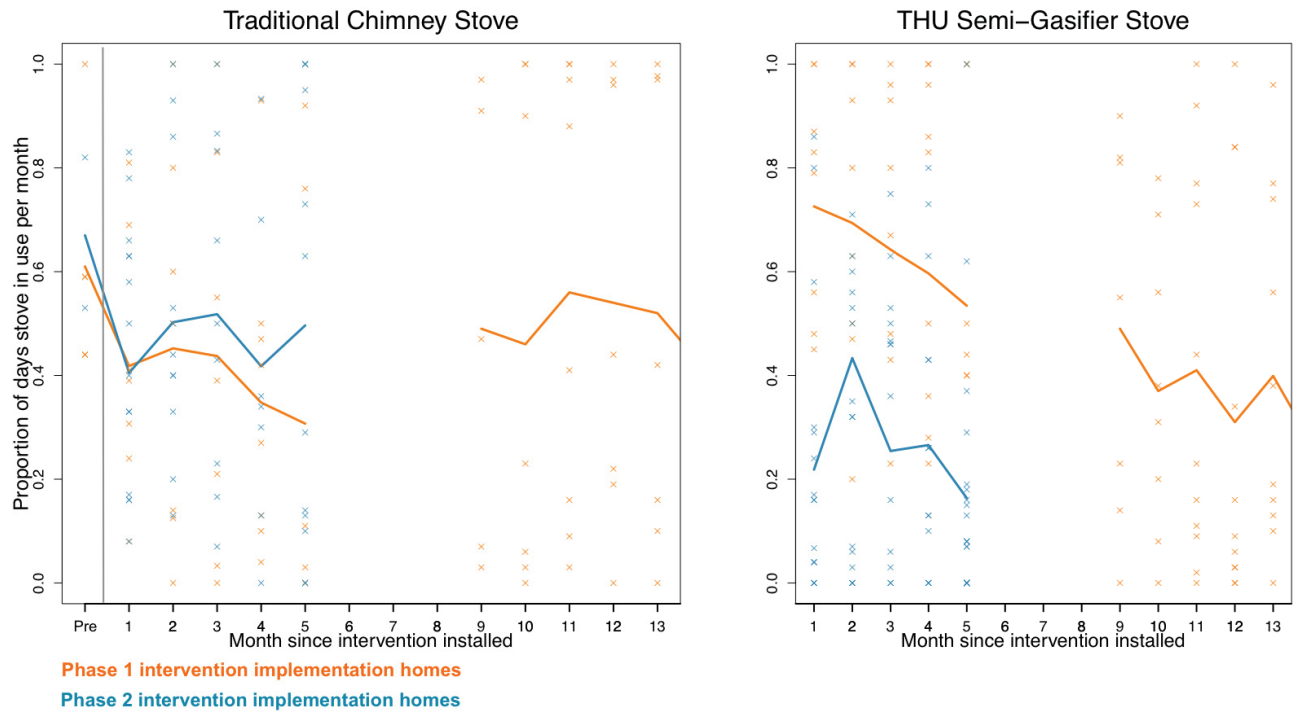 Traditional Chimney Stove
THU Semi−Gasifier Stove
Proportion of days stove in use per month
1.0
0.8
0.6
0.4
0.2
0.0
1.0
0.8
0.6
0.4
0.2
0.0
Pre 1 2 3 4 5 6 7 8 9 10 11 12 13
1 2 3 4 5 6 7 8 9 10 11 12 13
Month since intervention installed
Month since intervention installed
Phase 1 intervention implementation homes
Phase 2 intervention implementation homes